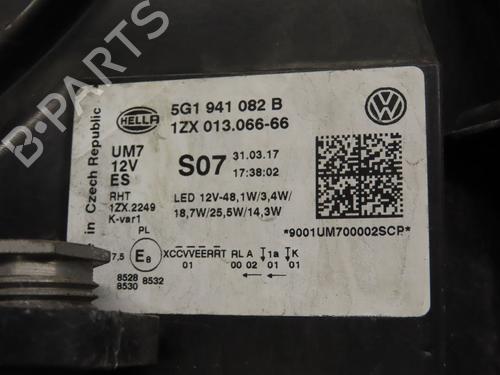 in Czech Republic
HELLA
5G1 941 082 B
1ZX 013.066-66
UM7
12V
ES
RHT
1ZX.2249
K-var1
S07
31.03.17
17:38:02
LED 12V-48,1W/3,4W/
18,7W/25,5W/14,3W
*9001UM700002SCP*
PL
7,5
E8
XCCVVEERRT RLA 1a K
01 00 02 01 01
8528 8532
8530